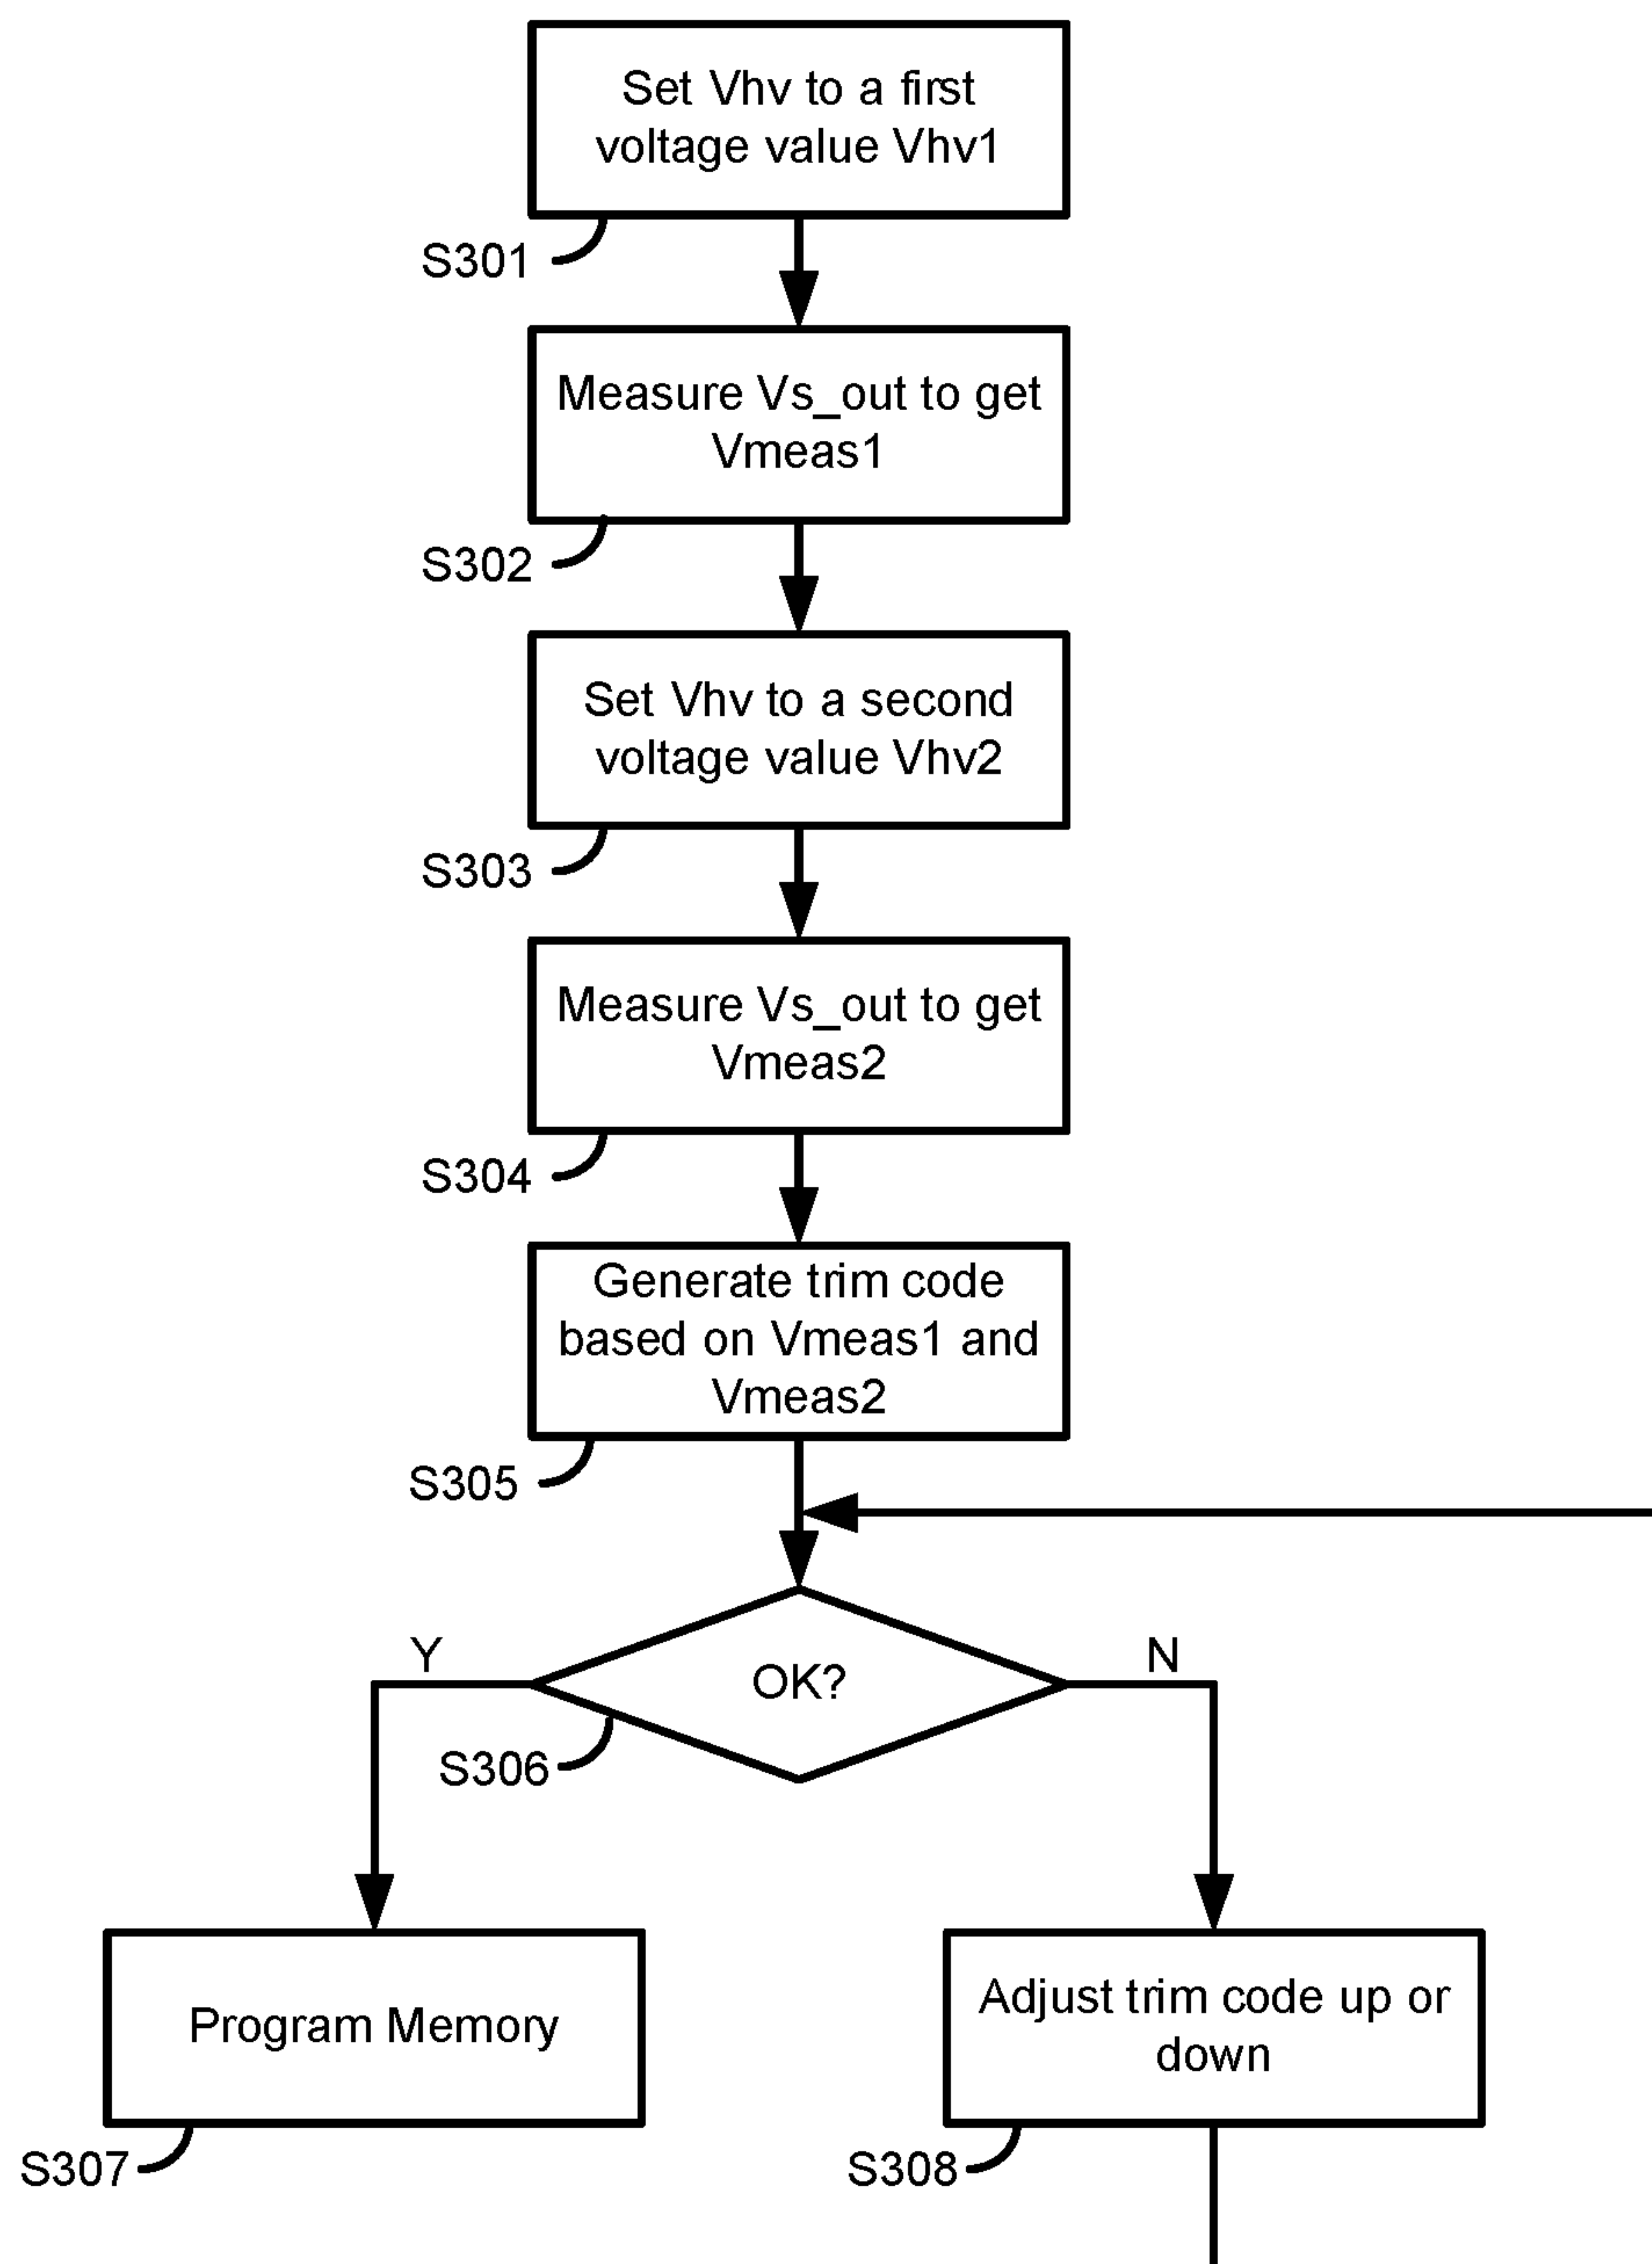 Set Vhv to a first
voltage value Vhv1
S301
Measure Vs_out to get
Vmeas1
S302
Set Vhv to a second
voltage value Vhv2
S303
Measure Vs_out to get
Vmeas2
S304
Generate trim code
based on Vmeas1 and
Vmeas2
S305
Y
N
OK?
S306
Program Memory
S307
Adjust trim code up or
down
S308